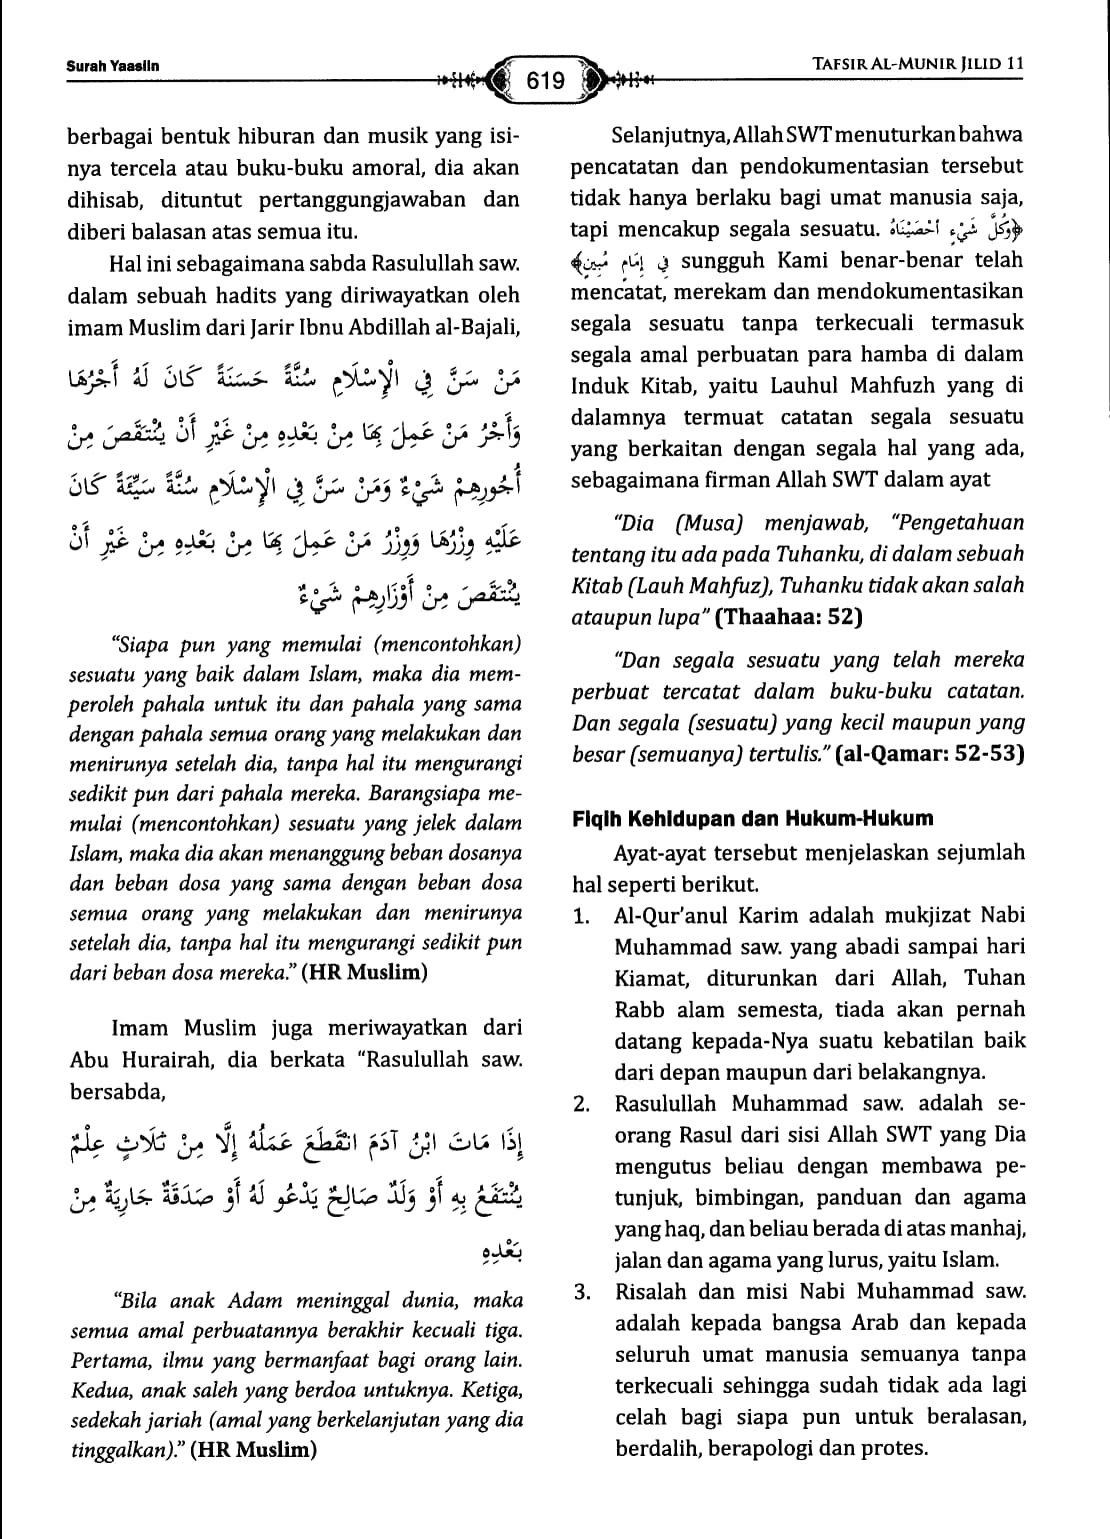 Surah Yaasiin
619
TAFSIR AL-MUNIR JILID 11
berbagai bentuk hiburan dan musik yang isi-
nya tercela atau buku-buku amoral, dia akan
dihisab, dituntut pertanggungjawaban dan
diberi balasan atas semua itu.
Hal ini sebagaimana sabda Rasulullah saw.
dalam sebuah hadits yang diriwayatkan oleh
imam Muslim dari Jarir Ibnu Abdillah al-Bajali,
مَنْ سَنَّ فِي الْإِسْلَامِ سُنَّةً حَسَنَةً كَانَ لَهُ أَجْرُهَا
وَأَجْرُ مَنْ عَمِلَ بِهَا مِنْ بَعْدِهِ مِنْ غَيْرِ أَنْ يُنْتَقَصَ مِنْ
أُجُورِهِمْ شَيْءٌ وَمَنْ سَنَّ فِي الْإِسْلَامِ سُنَّةً سَيِّئَةً كَانَ
عَلَيْهِ وِزْرُهَا وَوِزْرُ مَنْ عَمِلَ بِهَا مِنْ بَعْدِهِ مِنْ غَيْرِ أَنْ
يُنْتَقَصَ مِنْ أَوْزَارِهِمْ شَيْءٌ
“Siapa pun yang memulai (mencontohkan)
sesuatu yang baik dalam Islam, maka dia mem-
peroleh pahala untuk itu dan pahala yang sama
dengan pahala semua orang yang melakukan dan
menirunya setelah dia, tanpa hal itu mengurangi
sedikit pun dari pahala mereka. Barangsiapa me-
mulai (mencontohkan) sesuatu yang jelek dalam
Islam, maka dia akan menanggung beban dosanya
dan beban dosa yang sama dengan beban dosa
semua orang yang melakukan dan menirunya
setelah dia, tanpa hal itu mengurangi sedikit pun
dari beban dosa mereka.” (HR Muslim)
Imam Muslim juga meriwayatkan dari
Abu Hurairah, dia berkata “Rasulullah saw.
bersabda,
إِذَا مَاتَ ابْنُ آدَمَ انْقَطَعَ عَمَلُهُ إِلَّا مِنْ ثَلَاثٍ عِلْمٌ
يُنْتَفَعُ بِهِ أَوْ وَلَدٌ صَالِحٌ يَدْعُو لَهُ أَوْ صَدَقَةٌ جَارِيَةٌ مِنْ
بَعْدِهِ
“Bila anak Adam meninggal dunia, maka
semua amal perbuatannya berakhir kecuali tiga.
Pertama, ilmu yang bermanfaat bagi orang lain.
Kedua, anak saleh yang berdoa untuknya. Ketiga,
sedekah jariah (amal yang berkelanjutan yang dia
tinggalkan).” (HR Muslim)
Selanjutnya, Allah SWT menuturkan bahwa
pencatatan dan pendokumentasian tersebut
tidak hanya berlaku bagi umat manusia saja,
tapi mencakup segala sesuatu. ﴿وَكُلَّ شَيْءٍ أَحْصَيْنَاهُ
فِي إِمَامٍ مُبِينٍ﴾ sungguh Kami benar-benar telah
mencatat, merekam dan mendokumentasikan
segala sesuatu tanpa terkecuali termasuk
segala amal perbuatan para hamba di dalam
Induk Kitab, yaitu Lauhul Mahfuzh yang di
dalamnya termuat catatan segala sesuatu
yang berkaitan dengan segala hal yang ada,
sebagaimana firman Allah SWT dalam ayat
“Dia (Musa) menjawab, “Pengetahuan
tentang itu ada pada Tuhanku, di dalam sebuah
Kitab (Lauh Mahfuz), Tuhanku tidak akan salah
ataupun lupa” (Thaahaa: 52)
“Dan segala sesuatu yang telah mereka
perbuat tercatat dalam buku-buku catatan.
Dan segala (sesuatu) yang kecil maupun yang
besar (semuanya) tertulis.” (al-Qamar: 52-53)
Fiqih Kehidupan dan Hukum-Hukum
Ayat-ayat tersebut menjelaskan sejumlah
hal seperti berikut.
1. Al-Qur’anul Karim adalah mukjizat Nabi
Muhammad saw. yang abadi sampai hari
Kiamat, diturunkan dari Allah, Tuhan
Rabb alam semesta, tiada akan pernah
datang kepada-Nya suatu kebatilan baik
dari depan maupun dari belakangnya.
2. Rasulullah Muhammad saw. adalah se-
orang Rasul dari sisi Allah SWT yang Dia
mengutus beliau dengan membawa pe-
tunjuk, bimbingan, panduan dan agama
yang haq, dan beliau berada di atas manhaj,
jalan dan agama yang lurus, yaitu Islam.
3. Risalah dan misi Nabi Muhammad saw.
adalah kepada bangsa Arab dan kepada
seluruh umat manusia semuanya tanpa
terkecuali sehingga sudah tidak ada lagi
celah bagi siapa pun untuk beralasan,
berdalih, berapologi dan protes.